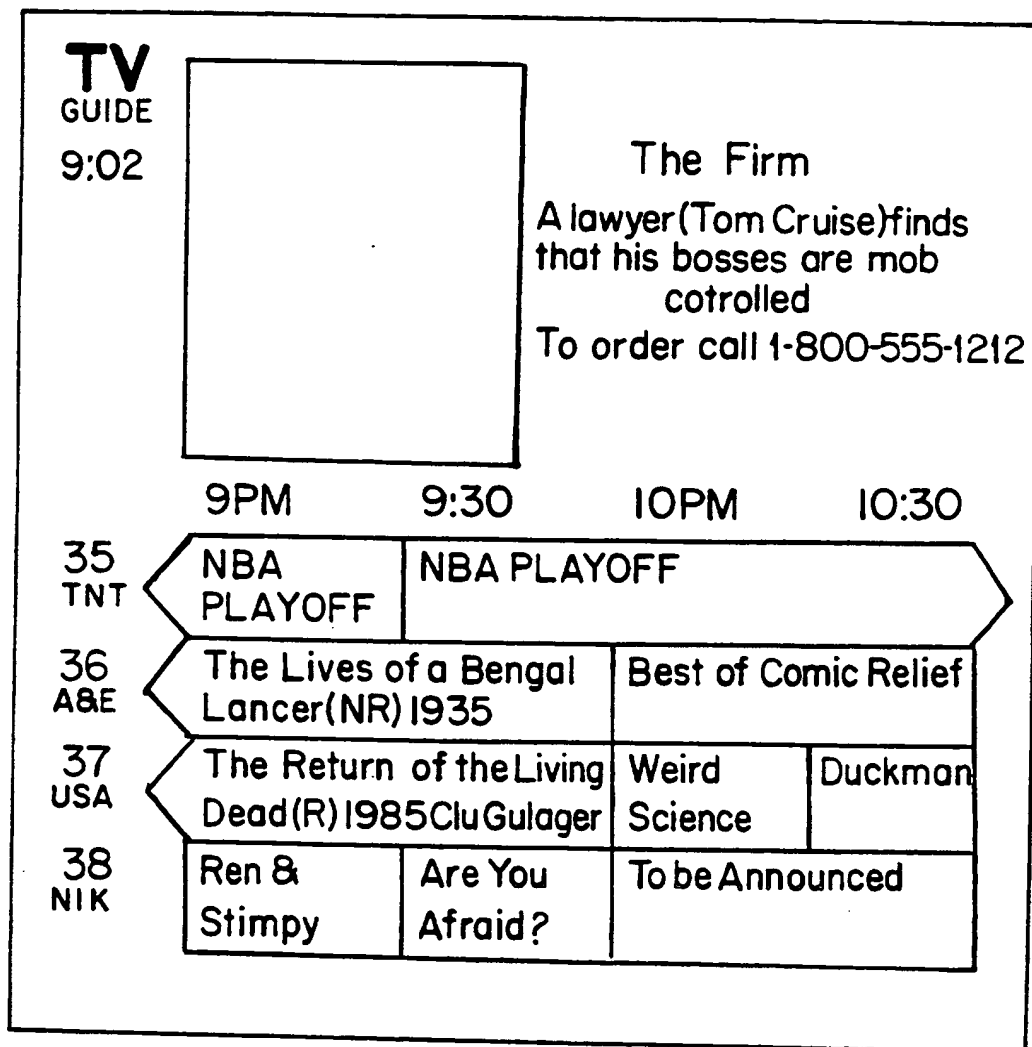 TV
GUIDE
9:02
The Firm
A lawyer(Tom Cruise)finds
that his bosses are mob
cotrolled
To order call 1-800-555-1212
9PM 9:30 10PM 10:30
35
TNT
NBA
PLAYOFF
NBA PLAYOFF
36
A&E
The Lives of a Bengal
Lancer(NR) 1935
Best of Comic Relief
37
USA
The Return of the Living
Dead(R) 1985 Clu Gulager
Weird
Science
Duckman
38
NIK
Ren &
Stimpy
Are You
Afraid?
To be Announced